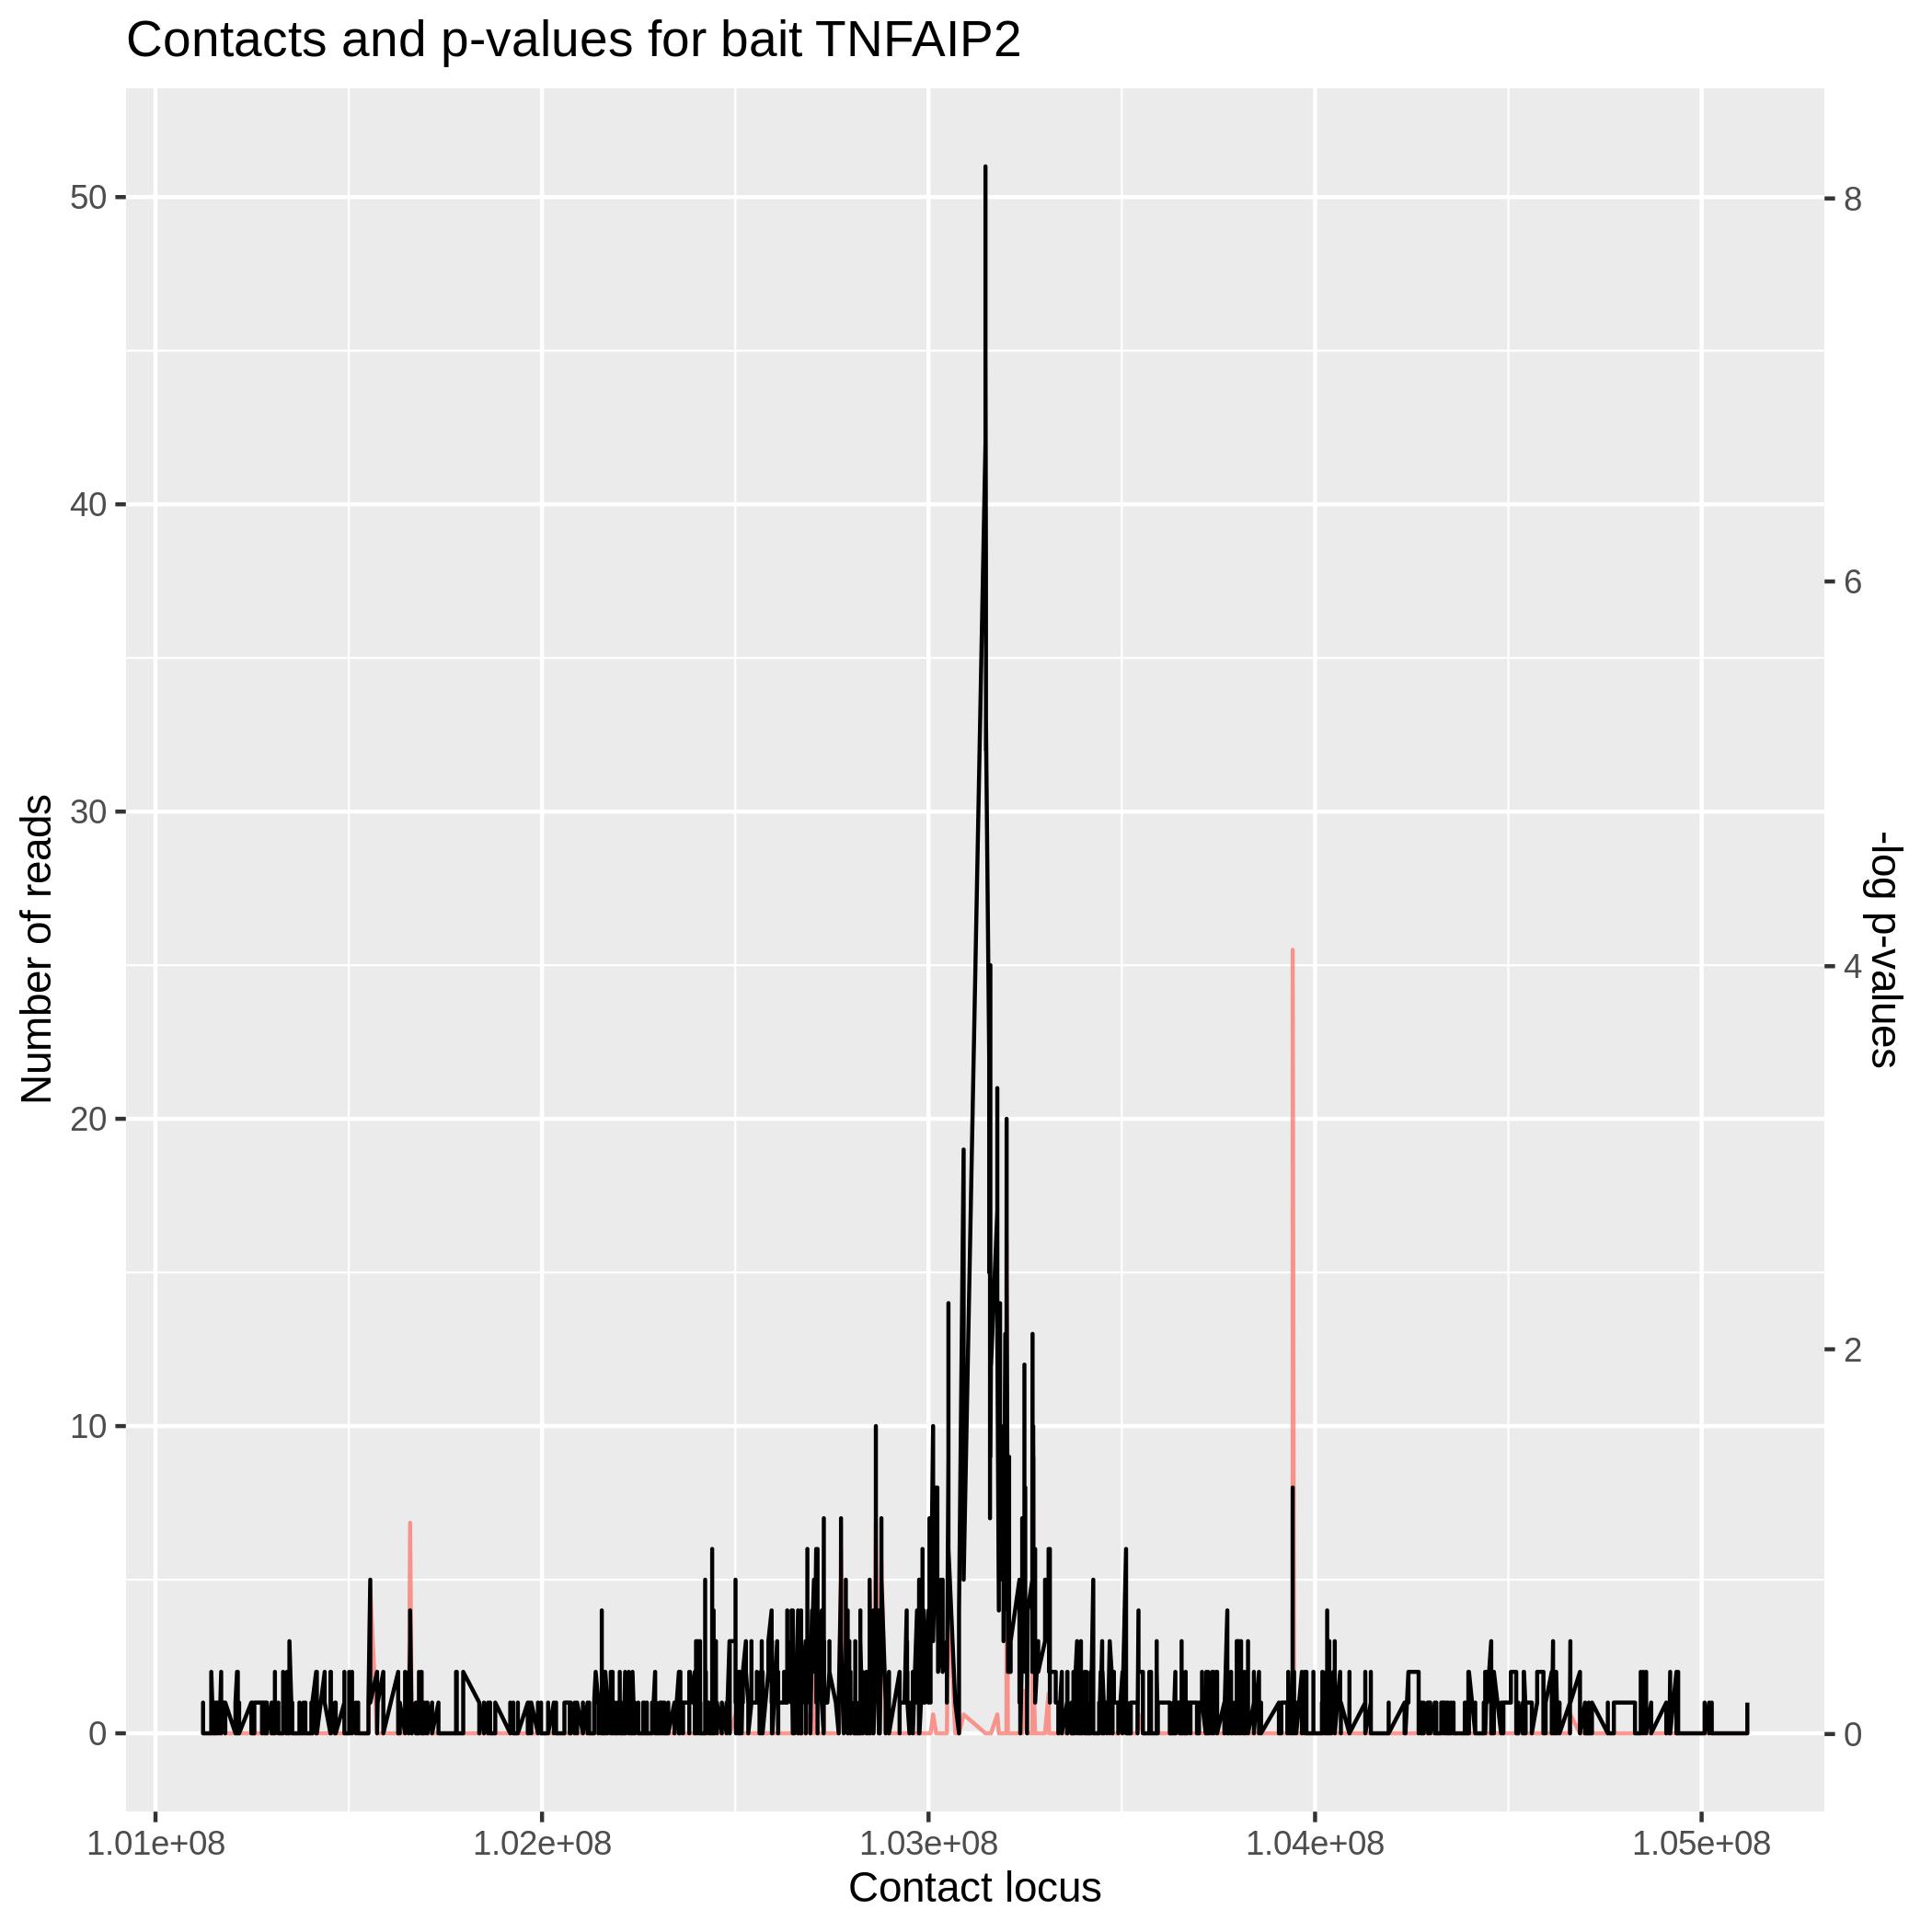 Contacts and p-values for bait TNFAIP2
50
40
30
20
10
0
Number of reads
8
6
4
2
0
-log p-values
1.01e+08
1.02e+08
1.03e+08
1.04e+08
1.05e+08
Contact locus